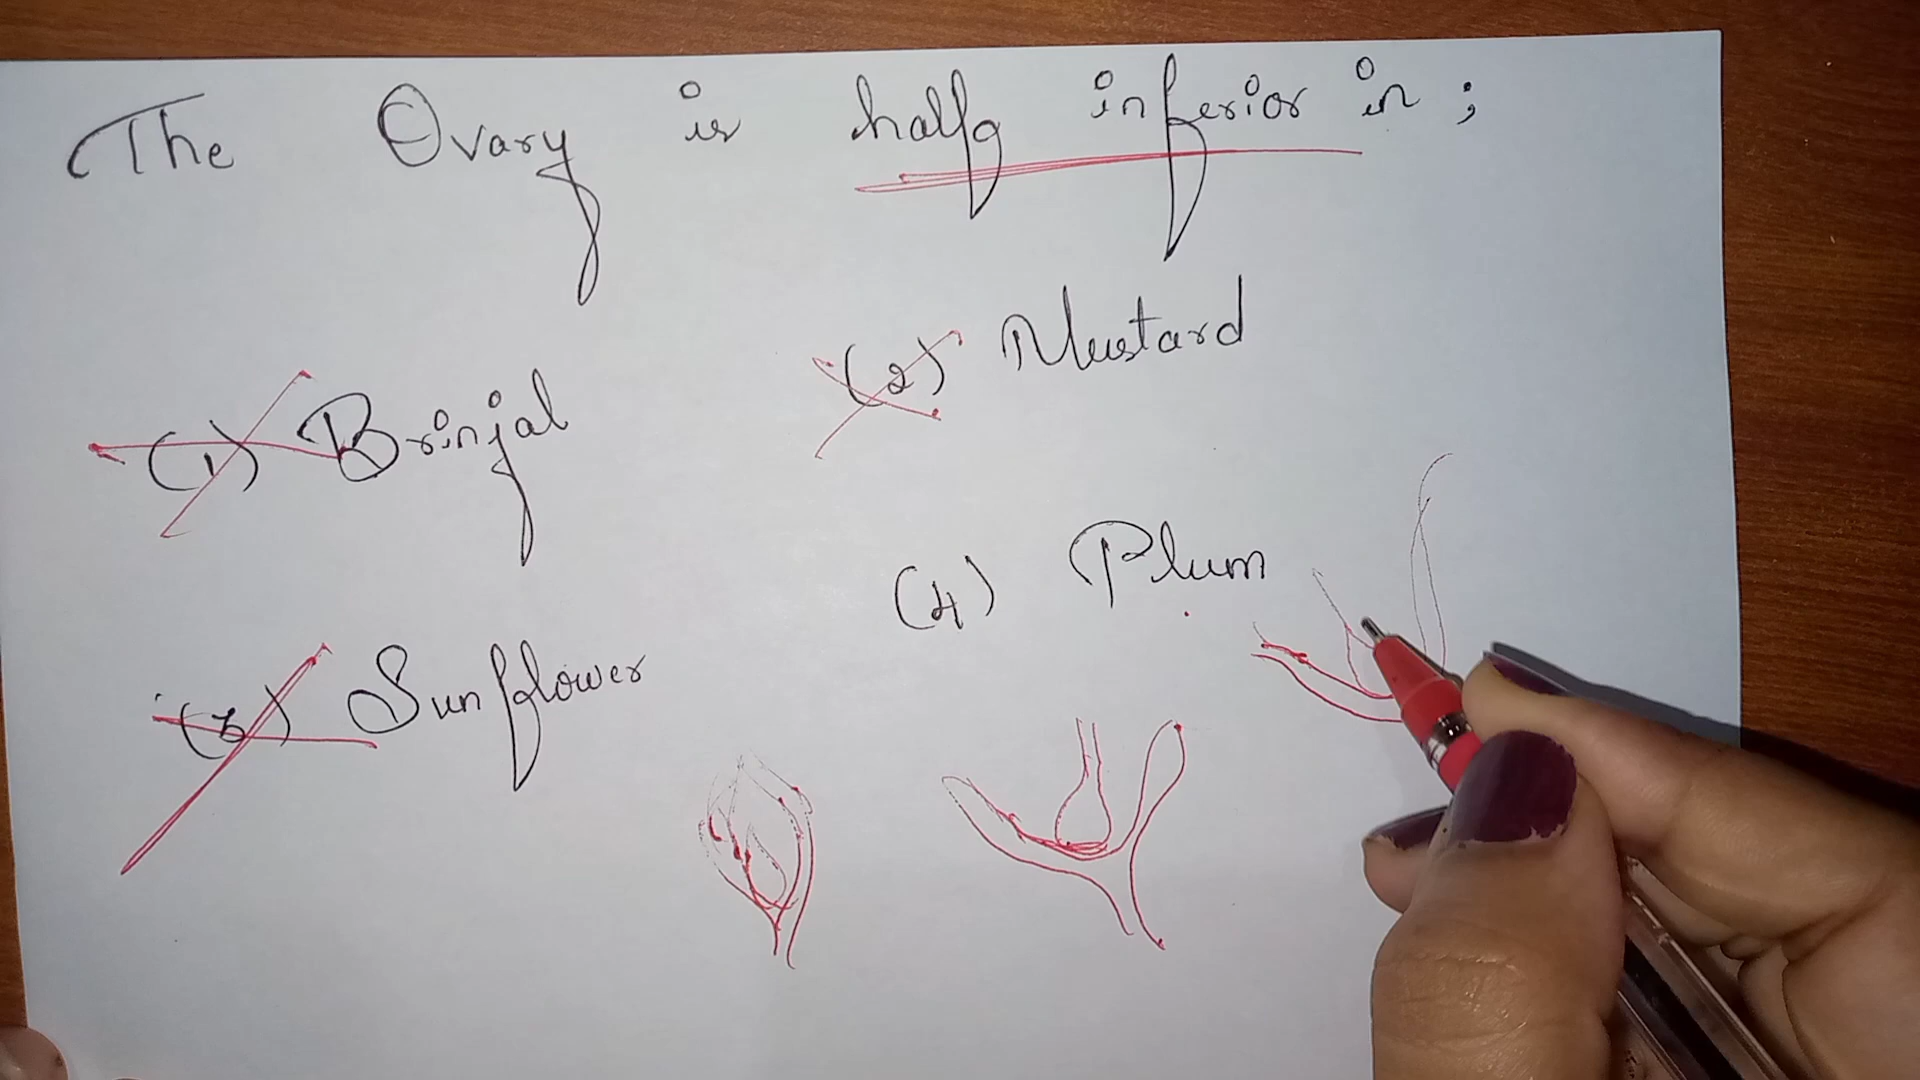 The Ovary is half inferior in ;
(1) Brinjal
(2) Mustard
(3) Sunflower
(4) Plum